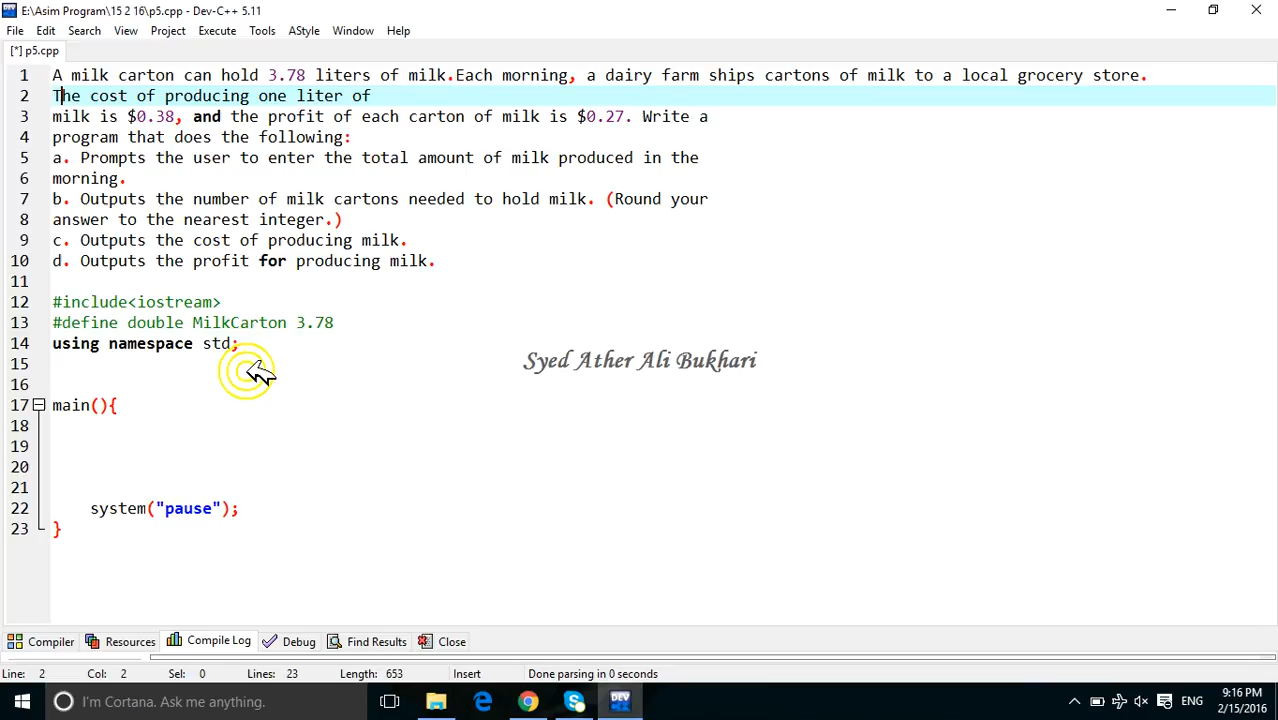 E:\Asim Program\15 2 16\p5.cpp - Dev-C++ 5.11
File Edit Search View Project Execute Tools AStyle Window Help
[*] p5.cpp
1 A milk carton can hold 3.78 liters of milk.Each morning, a dairy farm ships cartons of milk to a local grocery store.
2 The cost of producing one liter of
3 milk is $0.38, and the profit of each carton of milk is $0.27. Write a
4 program that does the following:
5 a. Prompts the user to enter the total amount of milk produced in the
6 morning.
7 b. Outputs the number of milk cartons needed to hold milk. (Round your
8 answer to the nearest integer.)
9 c. Outputs the cost of producing milk.
10 d. Outputs the profit for producing milk.
11
12 #include<iostream>
13 #define double MilkCarton 3.78
14 using namespace std;
15
Syed Ather Ali Bukhari
16
17 main(){
18
19
20
21
22 system("pause");
23 }
Compiler Resources Compile Log Debug Find Results Close
Line: 2 Col: 2 Sel: 0 Lines: 23 Length: 653 Insert Done parsing in 0 seconds
I'm Cortana. Ask me anything.
DEV
ENG
9:16 PM
2/15/2016